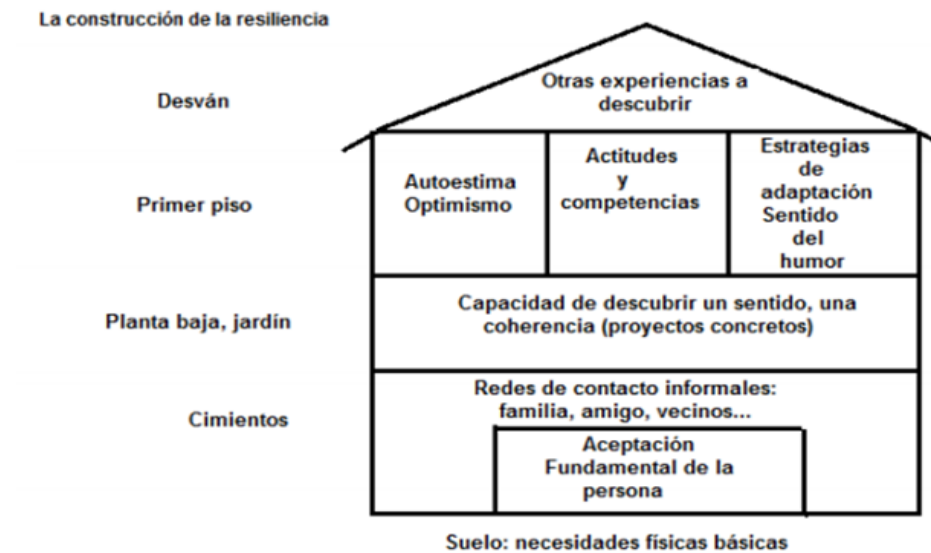 La construcción de la resiliencia
Desván
Otras experiencias a
descubrir
Primer piso
Autoestima
Optimismo
Actitudes
y
competencias
Estrategias
de
adaptación
Sentido
del
humor
Planta baja, jardín
Capacidad de descubrir un sentido, una
coherencia (proyectos concretos)
Cimientos
Redes de contacto informales:
familia, amigo, vecinos...
Aceptación
Fundamental de la
persona
Suelo: necesidades físicas básicas